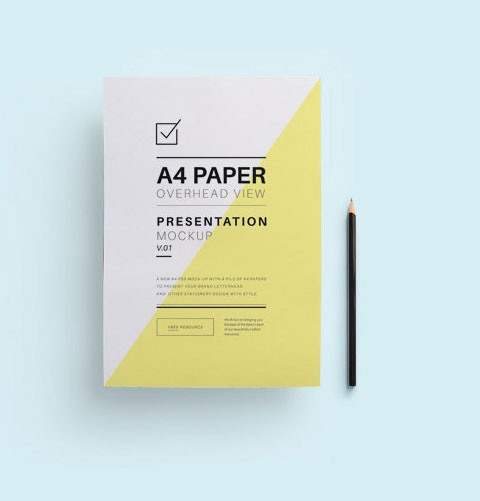 A4 PAPER
OVERHEAD VIEW
PRESENTATION
MOCKUP
V.01
A NEW A4 PSD MOCK-UP WITH A PILE OF A4 PAPERS
TO PRESENT YOUR BRAND LETTERHEAD
AND OTHER STATIONERY DESIGN WITH STYLE.
FREE RESOURCE